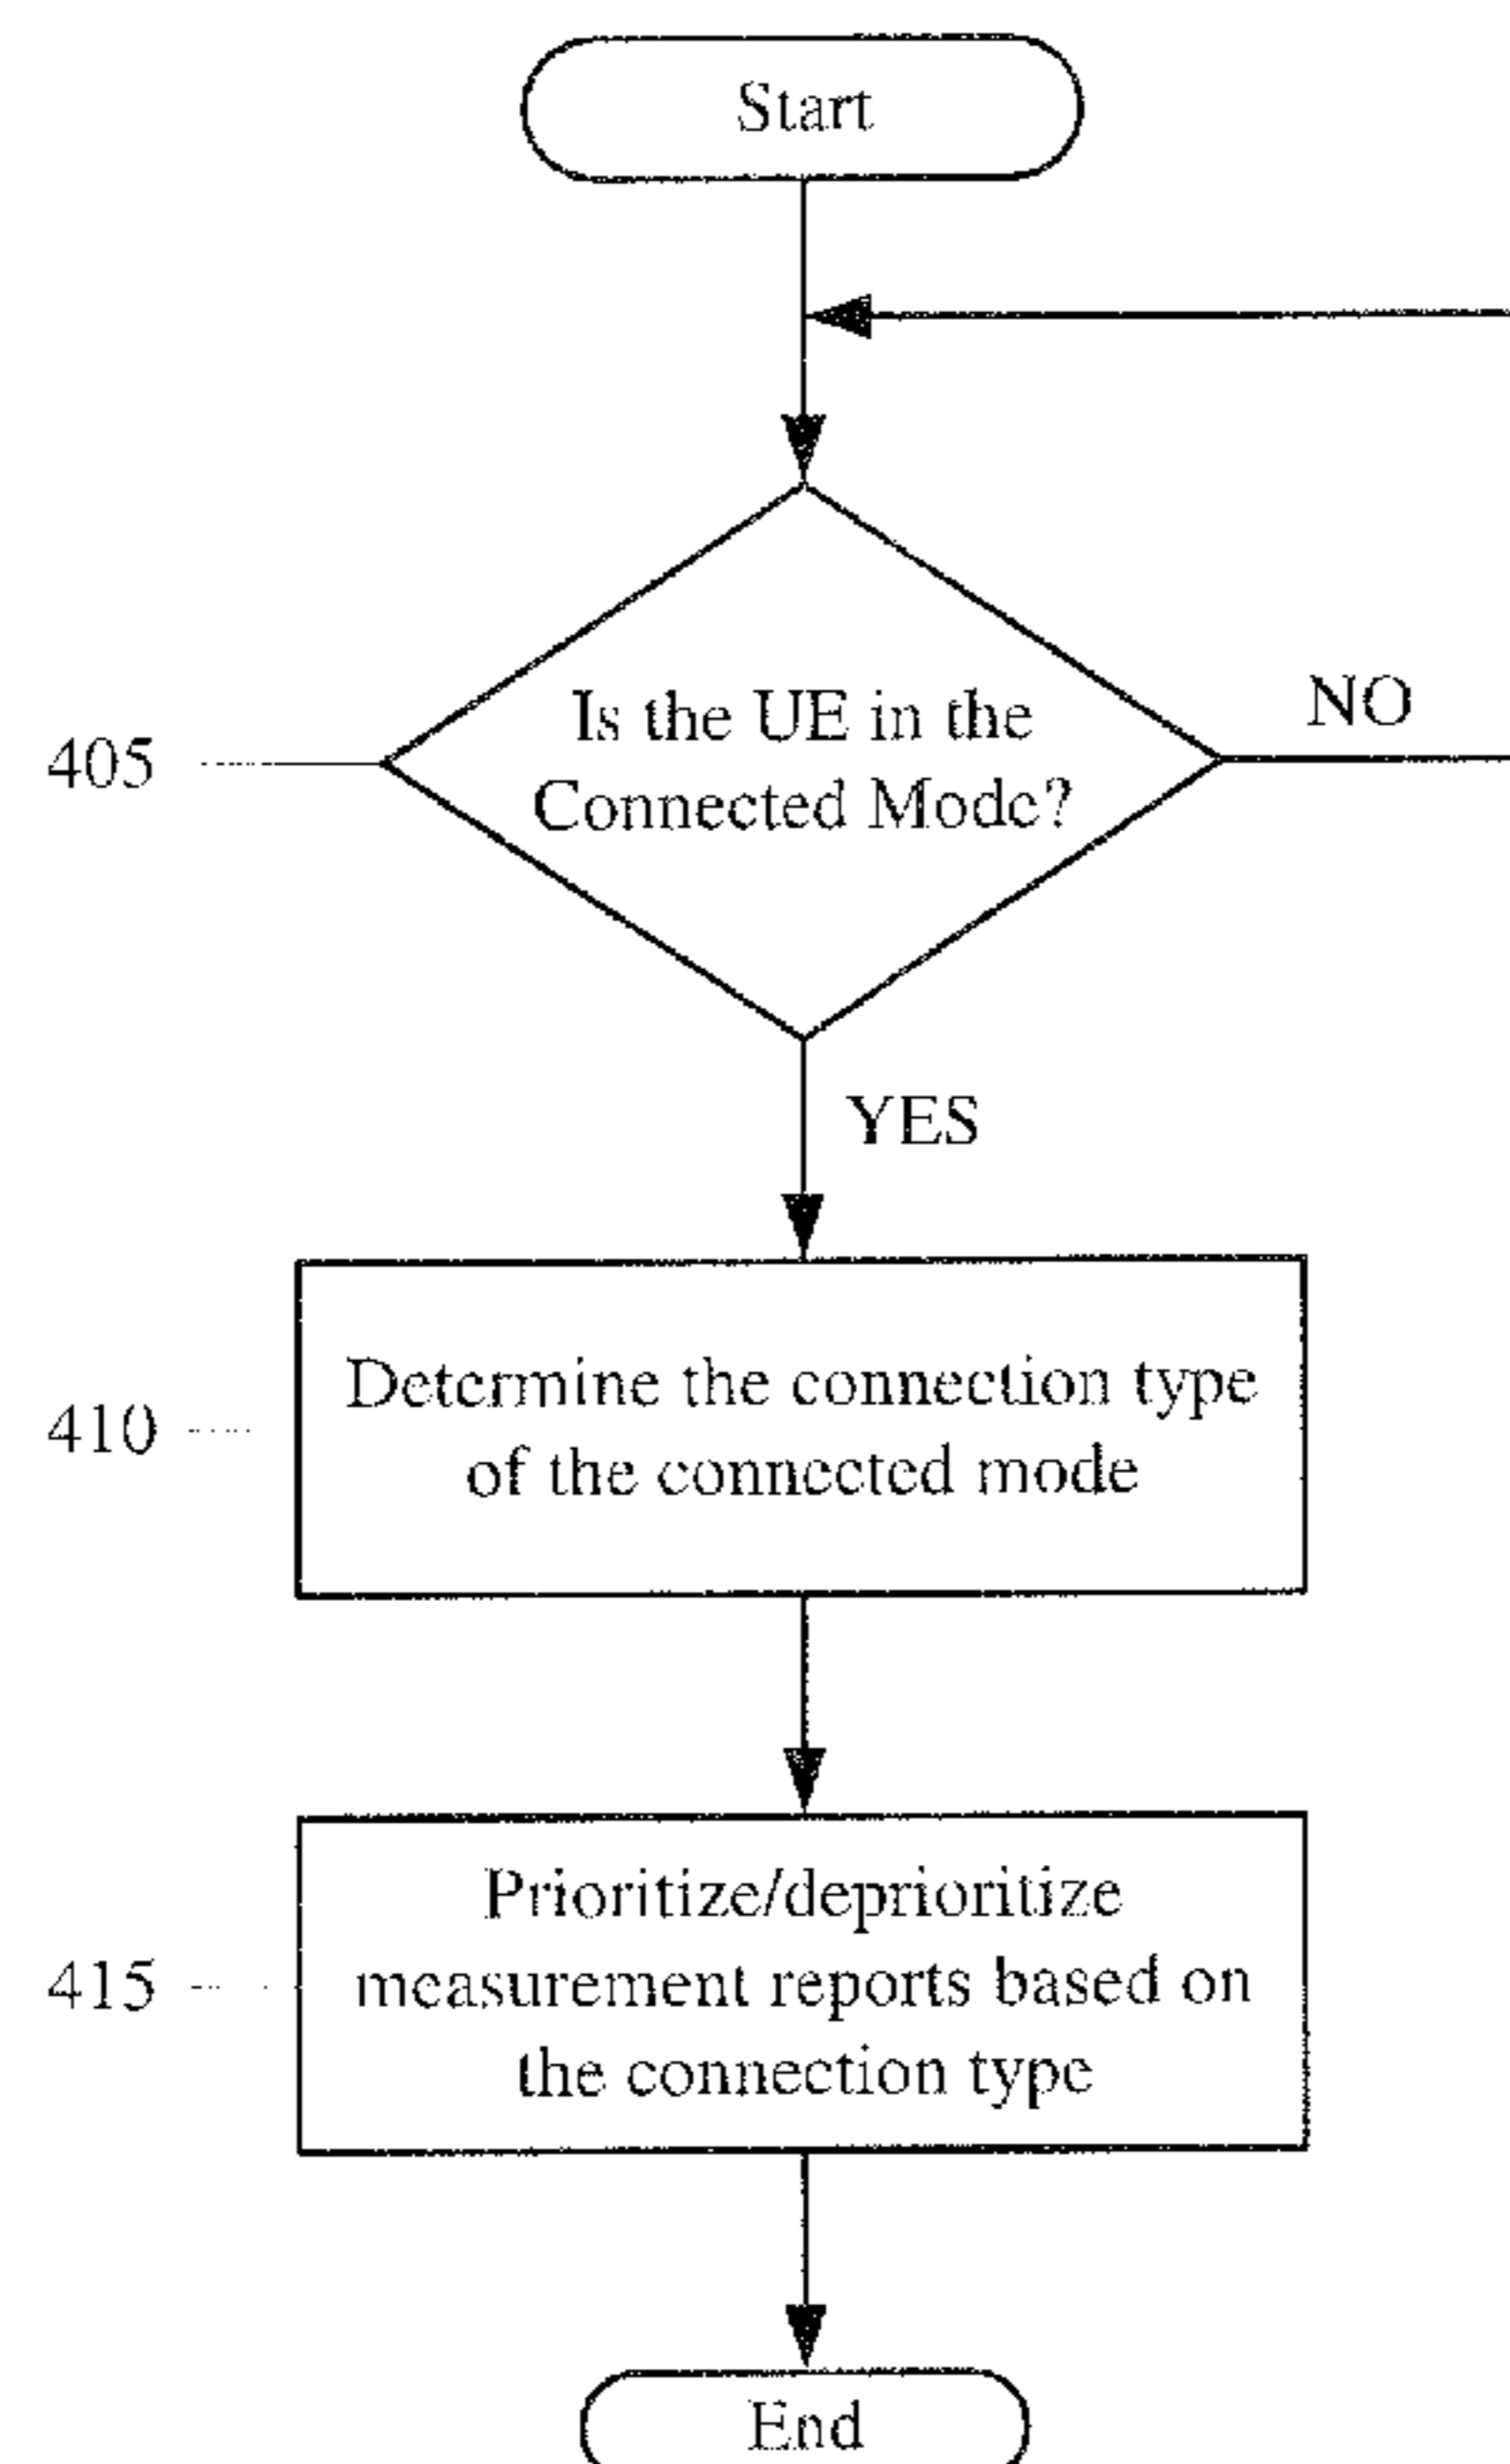 Start
Is the UE in the
Connected Mode?
NO
405
YES
Determine the connection type
of the connected mode
410
Prioritize/deprioritize
measurement reports based on
the connection type
415
End